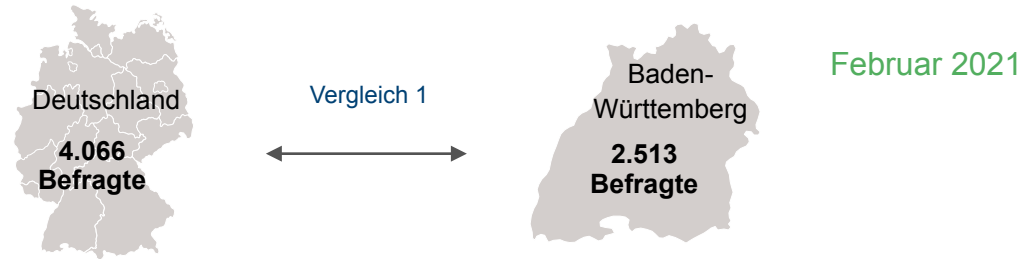 Deutschland
4.066
Befragte
Vergleich 1
Baden-
Württemberg
2.513
Befragte
Februar 2021